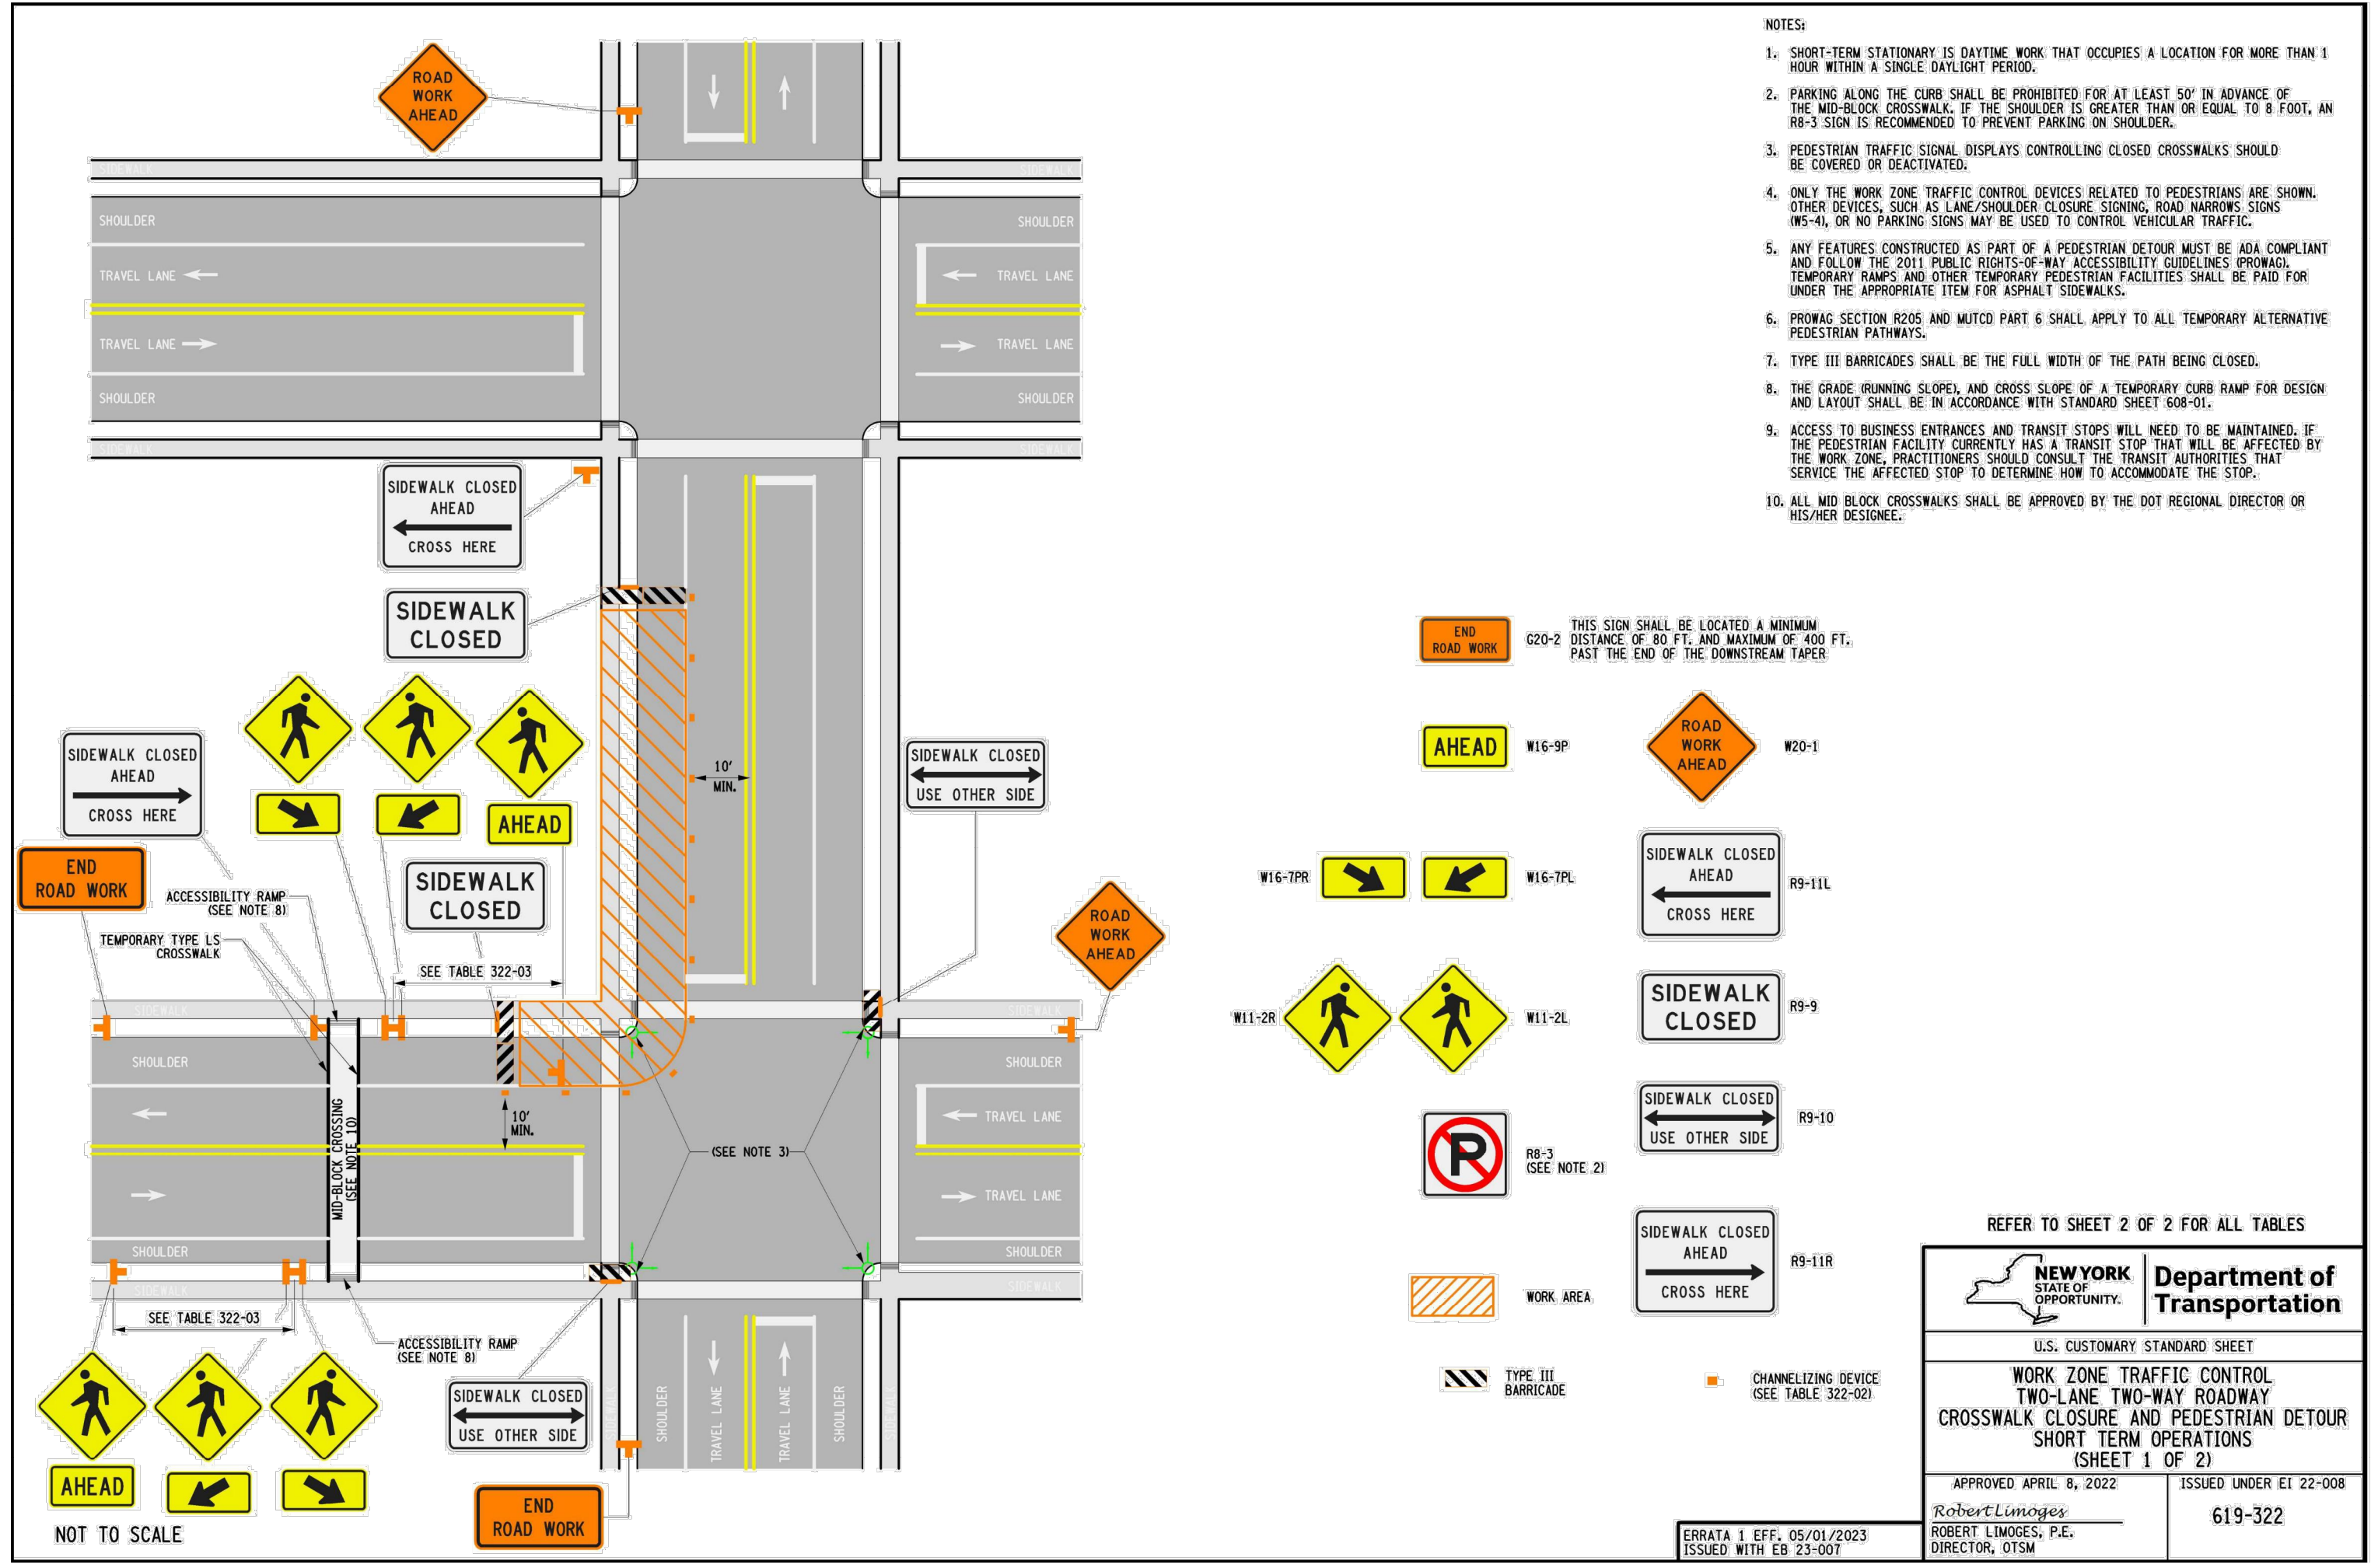 NOTES:
1. SHORT-TERM STATIONARY IS DAYTIME WORK THAT OCCUPIES A LOCATION FOR MORE THAN 1
HOUR WITHIN A SINGLE DAYLIGHT PERIOD.
2. PARKING ALONG THE CURB SHALL BE PROHIBITED FOR AT LEAST 50' IN ADVANCE OF
THE MID-BLOCK CROSSWALK. IF THE SHOULDER IS GREATER THAN OR EQUAL TO 8 FOOT, AN
R8-3 SIGN IS RECOMMENDED TO PREVENT PARKING ON SHOULDER.
3. PEDESTRIAN TRAFFIC SIGNAL DISPLAYS CONTROLLING CLOSED CROSSWALKS SHOULD
BE COVERED OR DEACTIVATED.
4. ONLY THE WORK ZONE TRAFFIC CONTROL DEVICES RELATED TO PEDESTRIANS ARE SHOWN.
OTHER DEVICES, SUCH AS LANE/SHOULDER CLOSURE SIGNING, ROAD NARROWS SIGNS
(W5-4), OR NO PARKING SIGNS MAY BE USED TO CONTROL VEHICULAR TRAFFIC.
5. ANY FEATURES CONSTRUCTED AS PART OF A PEDESTRIAN DETOUR MUST BE ADA COMPLIANT
AND FOLLOW THE 2011 PUBLIC RIGHTS-OF-WAY ACCESSIBILITY GUIDELINES (PROWAG).
TEMPORARY RAMPS AND OTHER TEMPORARY PEDESTRIAN FACILITIES SHALL BE PAID FOR
UNDER THE APPROPRIATE ITEM FOR ASPHALT SIDEWALKS.
6. PROWAG SECTION R205 AND MUTCD PART 6 SHALL APPLY TO ALL TEMPORARY ALTERNATIVE
PEDESTRIAN PATHWAYS.
7. TYPE III BARRICADES SHALL BE THE FULL WIDTH OF THE PATH BEING CLOSED.
8. THE GRADE (RUNNING SLOPE), AND CROSS SLOPE OF A TEMPORARY CURB RAMP FOR DESIGN
AND LAYOUT SHALL BE IN ACCORDANCE WITH STANDARD SHEET 608-01.
9. ACCESS TO BUSINESS ENTRANCES AND TRANSIT STOPS WILL NEED TO BE MAINTAINED. IF
THE PEDESTRIAN FACILITY CURRENTLY HAS A TRANSIT STOP THAT WILL BE AFFECTED BY
THE WORK ZONE, PRACTITIONERS SHOULD CONSULT THE TRANSIT AUTHORITIES THAT
SERVICE THE AFFECTED STOP TO DETERMINE HOW TO ACCOMMODATE THE STOP.
10. ALL MID BLOCK CROSSWALKS SHALL BE APPROVED BY THE DOT REGIONAL DIRECTOR OR
HIS/HER DESIGNEE.
ROAD
WORK
AHEAD
SIDEWALK
SIDEWALK
SHOULDER
SHOULDER
TRAVEL LANE
TRAVEL LANE
TRAVEL LANE
TRAVEL LANE
SHOULDER
SHOULDER
SIDEWALK
SIDEWALK
SIDEWALK CLOSED
AHEAD
CROSS HERE
SIDEWALK
CLOSED
SIDEWALK CLOSED
AHEAD
CROSS HERE
AHEAD
10'
MIN.
SIDEWALK CLOSED
USE OTHER SIDE
END
ROAD WORK
ACCESSIBILITY RAMP
(SEE NOTE 8)
SIDEWALK
CLOSED
TEMPORARY TYPE LS
CROSSWALK
SEE TABLE 322-03
ROAD
WORK
AHEAD
SIDEWALK
SIDEWALK
SHOULDER
SHOULDER
MID-BLOCK CROSSING
(SEE NOTE 10)
10'
MIN.
TRAVEL LANE
(SEE NOTE 3)
TRAVEL LANE
SHOULDER
SHOULDER
SIDEWALK
SIDEWALK
SEE TABLE 322-03
ACCESSIBILITY RAMP
(SEE NOTE 8)
SIDEWALK CLOSED
USE OTHER SIDE
SIDEWALK
SHOULDER
TRAVEL LANE
TRAVEL LANE
SHOULDER
SIDEWALK
AHEAD
END
ROAD WORK
NOT TO SCALE
END
ROAD WORK
G20-2
THIS SIGN SHALL BE LOCATED A MINIMUM
DISTANCE OF 80 FT. AND MAXIMUM OF 400 FT.
PAST THE END OF THE DOWNSTREAM TAPER
AHEAD
W16-9P
ROAD
WORK
AHEAD
W20-1
W16-7PR
W16-7PL
SIDEWALK CLOSED
AHEAD
CROSS HERE
R9-11L
W11-2R
W11-2L
SIDEWALK
CLOSED
R9-9
P
R8-3
(SEE NOTE 2)
SIDEWALK CLOSED
USE OTHER SIDE
R9-10
WORK AREA
SIDEWALK CLOSED
AHEAD
CROSS HERE
R9-11R
TYPE III
BARRICADE
CHANNELIZING DEVICE
(SEE TABLE 322-02)
REFER TO SHEET 2 OF 2 FOR ALL TABLES
NEW YORK
STATE OF
OPPORTUNITY.
Department of
Transportation
U.S. CUSTOMARY STANDARD SHEET
WORK ZONE TRAFFIC CONTROL
TWO-LANE TWO-WAY ROADWAY
CROSSWALK CLOSURE AND PEDESTRIAN DETOUR
SHORT TERM OPERATIONS
(SHEET 1 OF 2)
APPROVED APRIL 8, 2022
Robert Limoges
ROBERT LIMOGES, P.E.
DIRECTOR, OTSM
ISSUED UNDER EI 22-008
619-322
ERRATA 1 EFF. 05/01/2023
ISSUED WITH EB 23-007